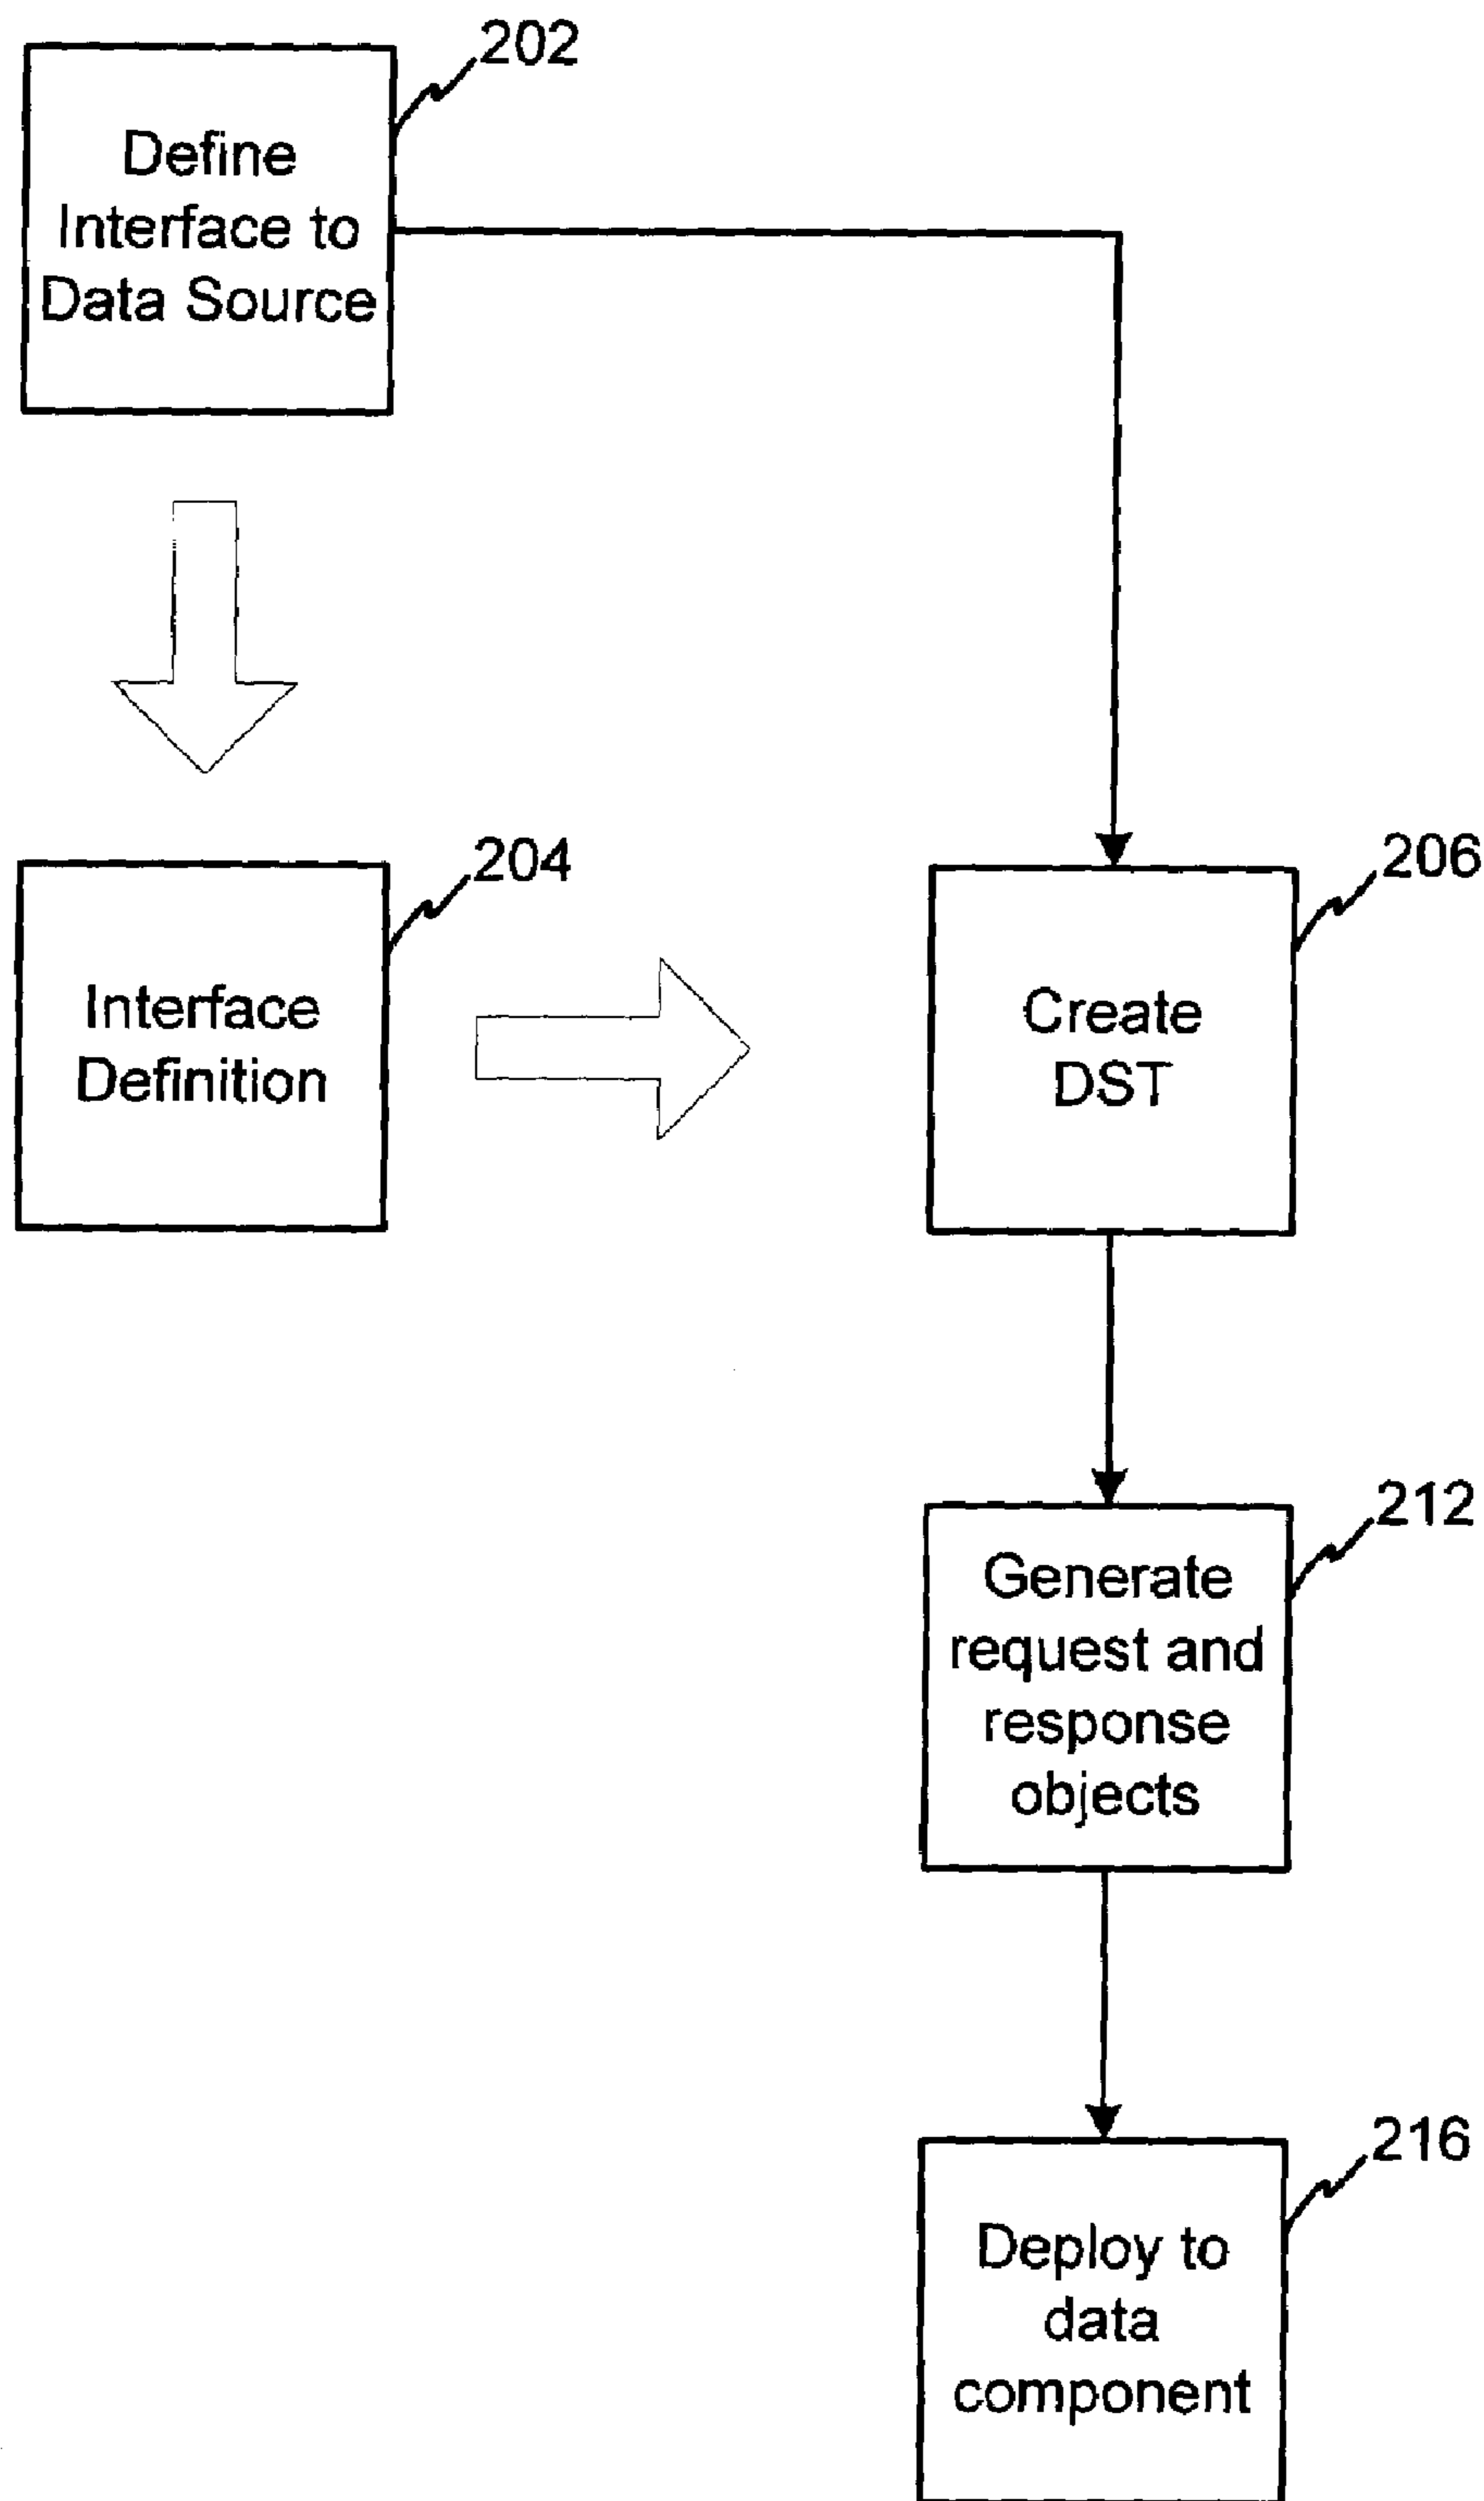 202
Define
Interface to
Data Source
204
Interface
Definition
206
Create
DST
212
Generate
request and
response
objects
216
Deploy to
data
component